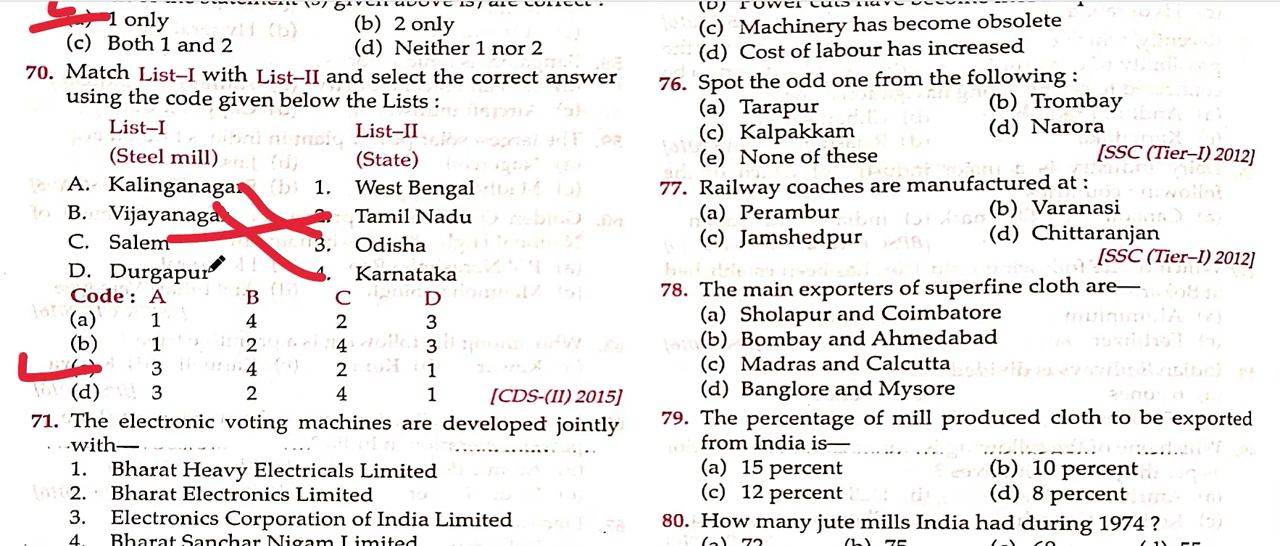 1 only (b) 2 only
(c) Both 1 and 2 (d) Neither 1 nor 2
70. Match List–I with List–II and select the correct answer
using the code given below the Lists :
List–I List–II
(Steel mill) (State)
A. Kalinganagar 1. West Bengal
B. Vijayanagar 2. Tamil Nadu
C. Salem 3. Odisha
D. Durgapur 4. Karnataka
Code : A B C D
(a) 1 4 2 3
(b) 1 2 4 3
(c) 3 4 2 1
(d) 3 2 4 1 [CDS-(II) 2015]
71. The electronic voting machines are developed jointly
with—
1. Bharat Heavy Electricals Limited
2. Bharat Electronics Limited
3. Electronics Corporation of India Limited
4. Bharat Sanchar Nigam Limited
(c) Machinery has become obsolete
(d) Cost of labour has increased
76. Spot the odd one from the following :
(a) Tarapur (b) Trombay
(c) Kalpakkam (d) Narora
(e) None of these [SSC (Tier–I) 2012]
77. Railway coaches are manufactured at :
(a) Perambur (b) Varanasi
(c) Jamshedpur (d) Chittaranjan
[SSC (Tier–I) 2012]
78. The main exporters of superfine cloth are—
(a) Sholapur and Coimbatore
(b) Bombay and Ahmedabad
(c) Madras and Calcutta
(d) Banglore and Mysore
79. The percentage of mill produced cloth to be exported
from India is—
(a) 15 percent (b) 10 percent
(c) 12 percent (d) 8 percent
80. How many jute mills India had during 1974 ?